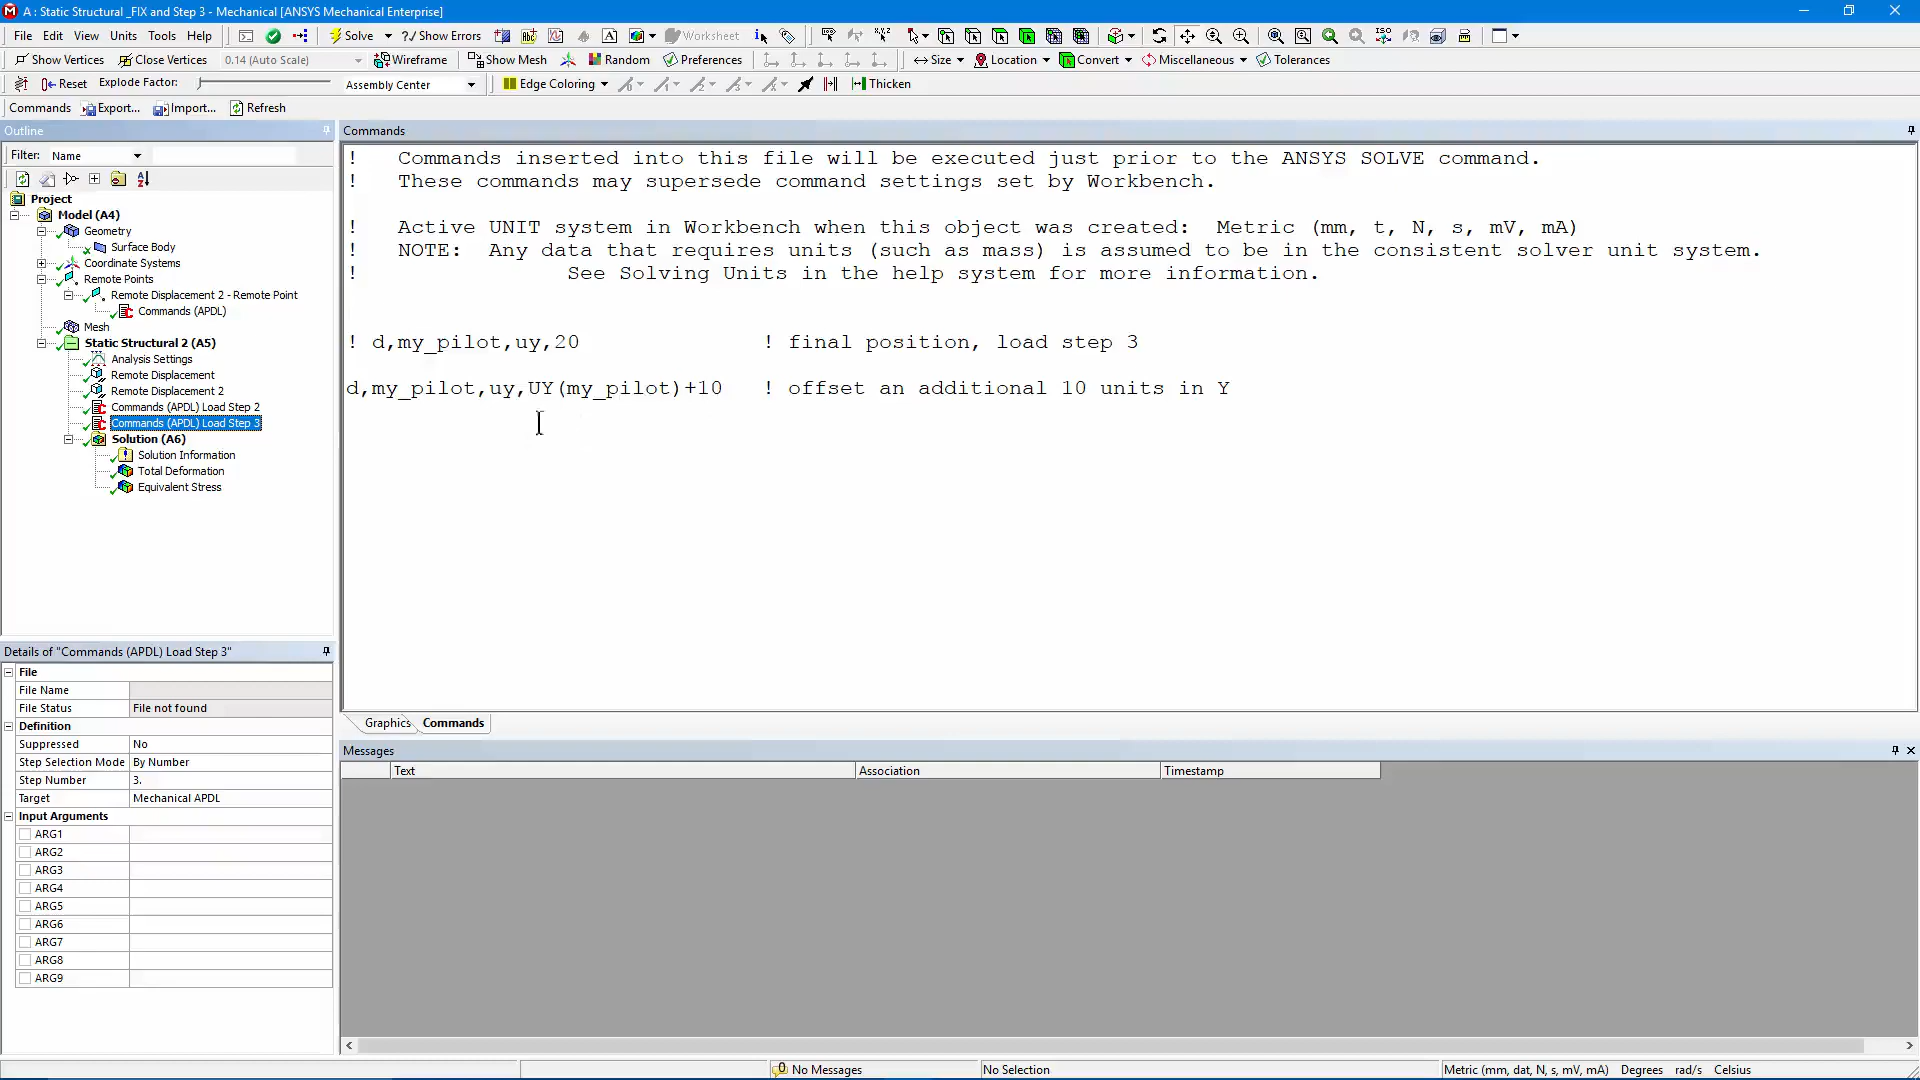 A : Static Structural _FIX and Step 3 - Mechanical [ANSYS Mechanical Enterprise]
File Edit View Units Tools Help Solve ?/ Show Errors Worksheet
Show Vertices Close Vertices 0.14 (Auto Scale) Wireframe Show Mesh Random Preferences Size Location Convert Miscellaneous Tolerances
Reset Explode Factor: Assembly Center Edge Coloring Thicken
Commands Export... Import... Refresh
Outline
Filter: Name
Project
Model (A4)
Geometry
Surface Body
Coordinate Systems
Remote Points
Remote Displacement 2 - Remote Point
Commands (APDL)
Mesh
Static Structural 2 (A5)
Analysis Settings
Remote Displacement
Remote Displacement 2
Commands (APDL) Load Step 2
Commands (APDL) Load Step 3
Solution (A6)
Solution Information
Total Deformation
Equivalent Stress
Details of "Commands (APDL) Load Step 3"
File
File Name
File Status File not found
Definition
Suppressed No
Step Selection Mode By Number
Step Number 3.
Target Mechanical APDL
Input Arguments
ARG1
ARG2
ARG3
ARG4
ARG5
ARG6
ARG7
ARG8
ARG9
Commands
! Commands inserted into this file will be executed just prior to the ANSYS SOLVE command.
! These commands may supersede command settings set by Workbench.
! Active UNIT system in Workbench when this object was created: Metric (mm, t, N, s, mV, mA)
! NOTE: Any data that requires units (such as mass) is assumed to be in the consistent solver unit system.
! See Solving Units in the help system for more information.
! d,my_pilot,uy,20 ! final position, load step 3
d,my_pilot,uy,UY(my_pilot)+10 ! offset an additional 10 units in Y
Graphics Commands
Messages
Text Association Timestamp
0 No Messages No Selection Metric (mm, dat, N, s, mV, mA) Degrees rad/s Celsius